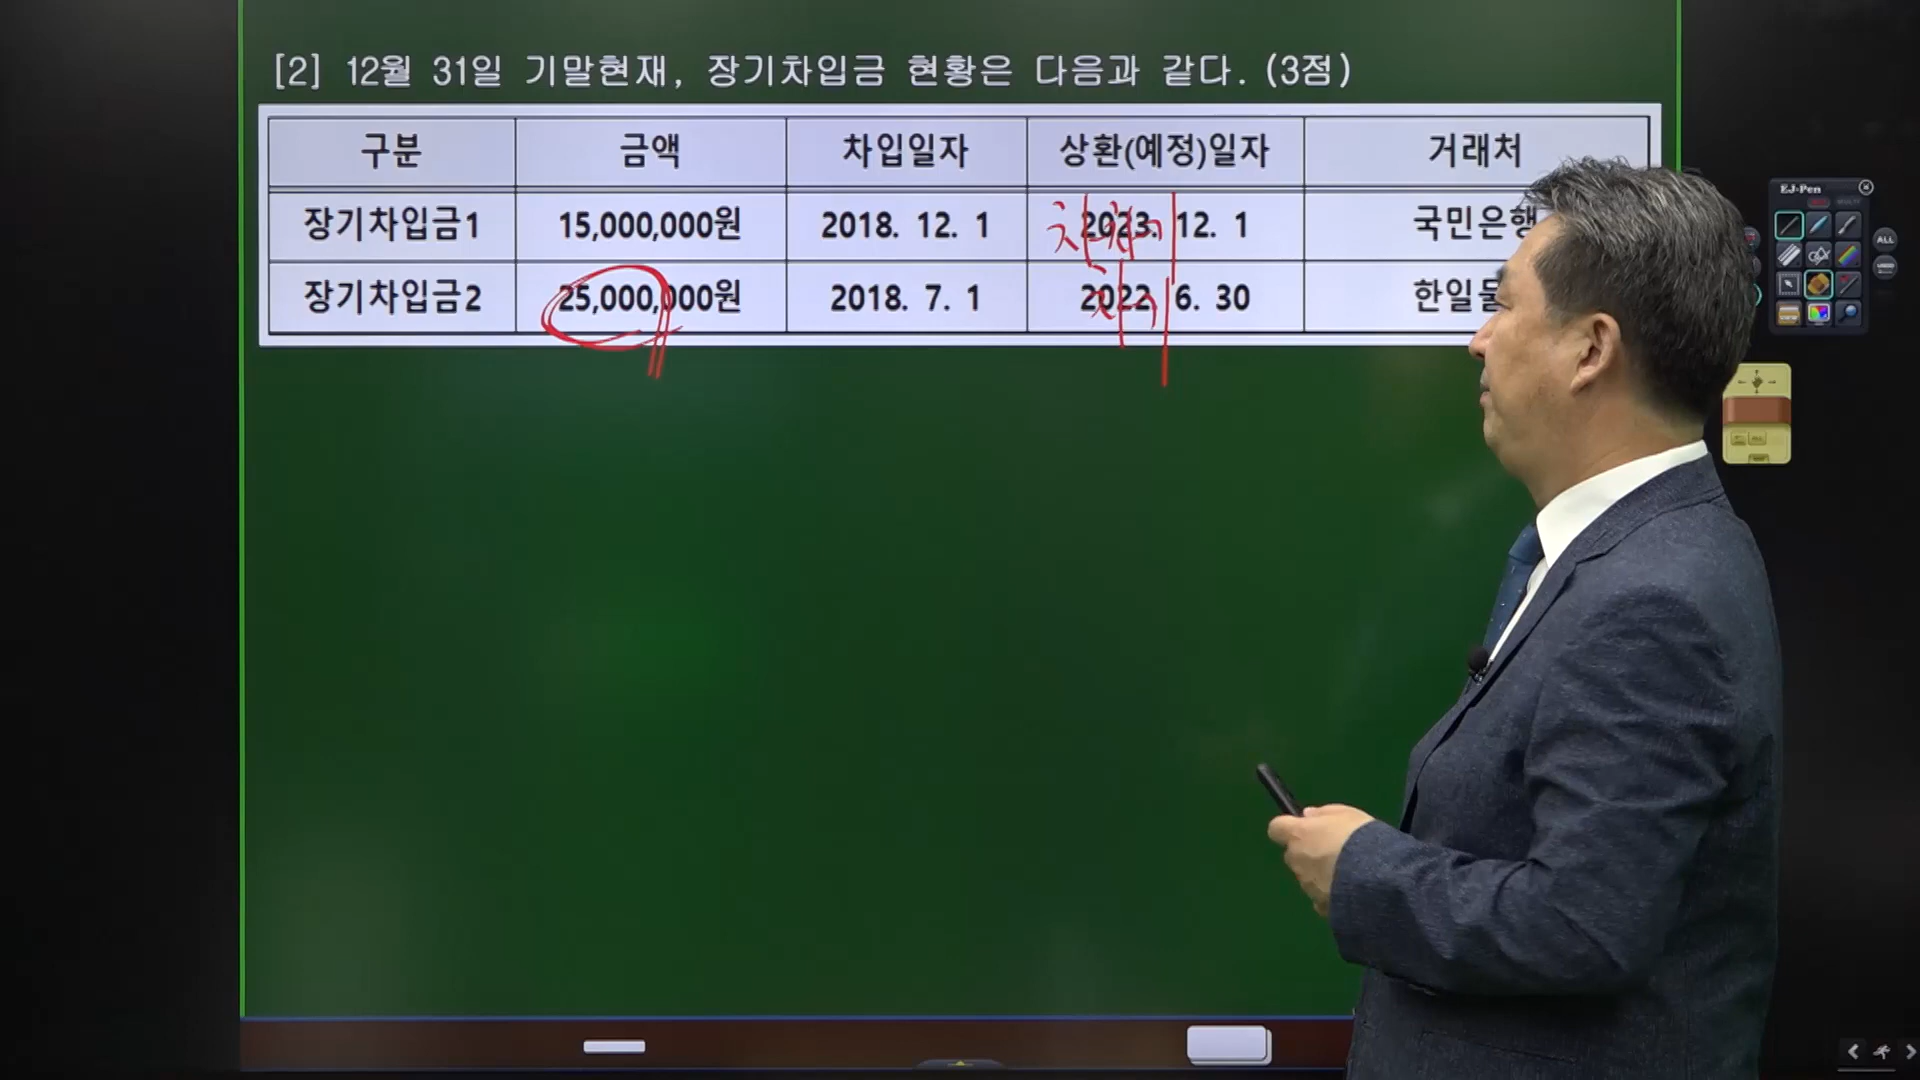 [2] 12월 31일 기말현재, 장기차입금 현황은 다음과 같다. (3점)
구분 금액 차입일자 상환(예정)일자 거래처
장기차입금1 15,000,000원 2018. 12. 1 2023. 12. 1 국민은행
장기차입금2 25,000,000원 2018. 7. 1 2022. 6. 30 한일
EJ-Pen
ALL